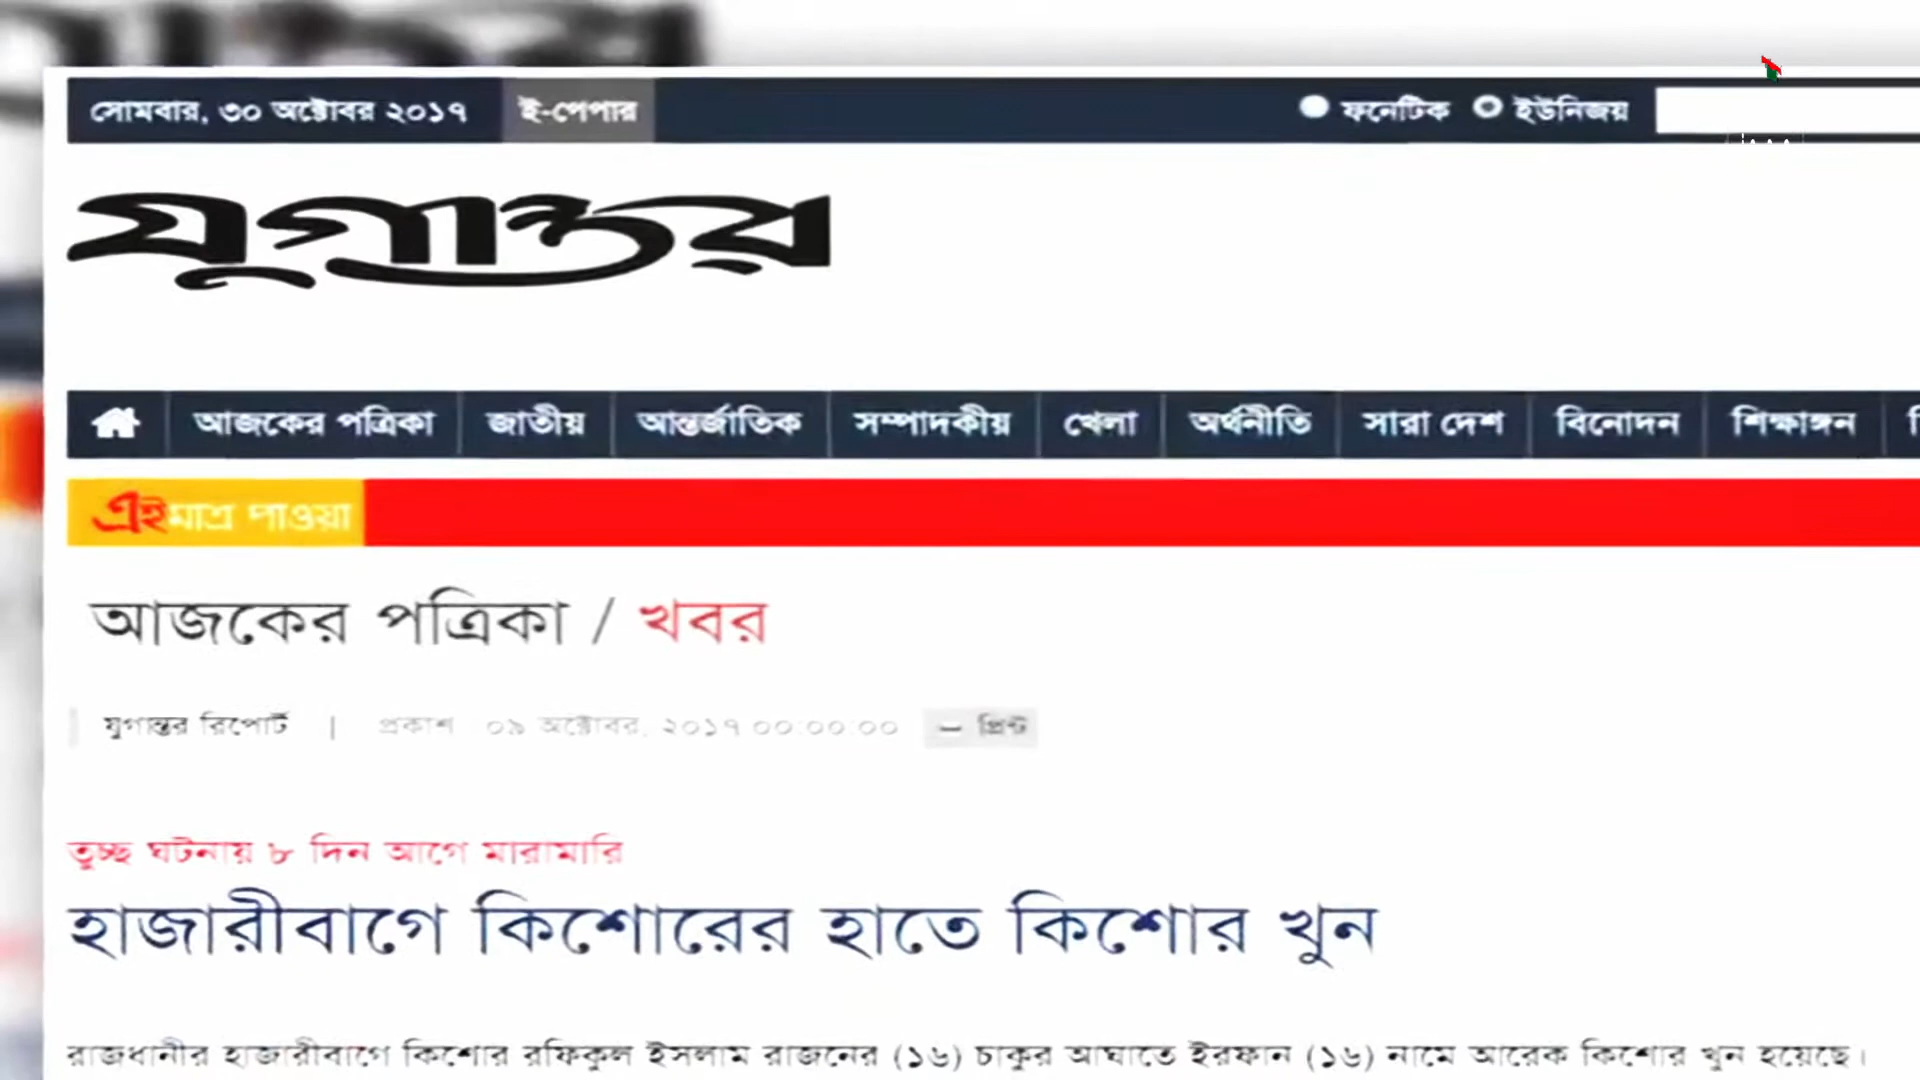 সোমবার, ৩০ অক্টোবর ২০১৭ ই-পেপার ফনেটিক ইউনিজয়
যুগান্তর
আজকের পত্রিকা জাতীয় আন্তর্জাতিক সম্পাদকীয় খেলা অর্থনীতি সারা দেশ বিনোদন শিক্ষাঙ্গন
এইমাত্র পাওয়া
আজকের পত্রিকা / খবর
যুগান্তর রিপোর্ট | প্রকাশ : ০৯ অক্টোবর, ২০১৭ ০০:০০:০০ প্রিন্ট
তুচ্ছ ঘটনায় ৮ দিন আগে মারামারি
হাজারীবাগে কিশোরের হাতে কিশোর খুন
রাজধানীর হাজারীবাগে কিশোর রফিকুল ইসলাম রাজনের (১৬) চাকুর আঘাতে ইরফান (১৬) নামে আরেক কিশোর খুন হয়েছে।